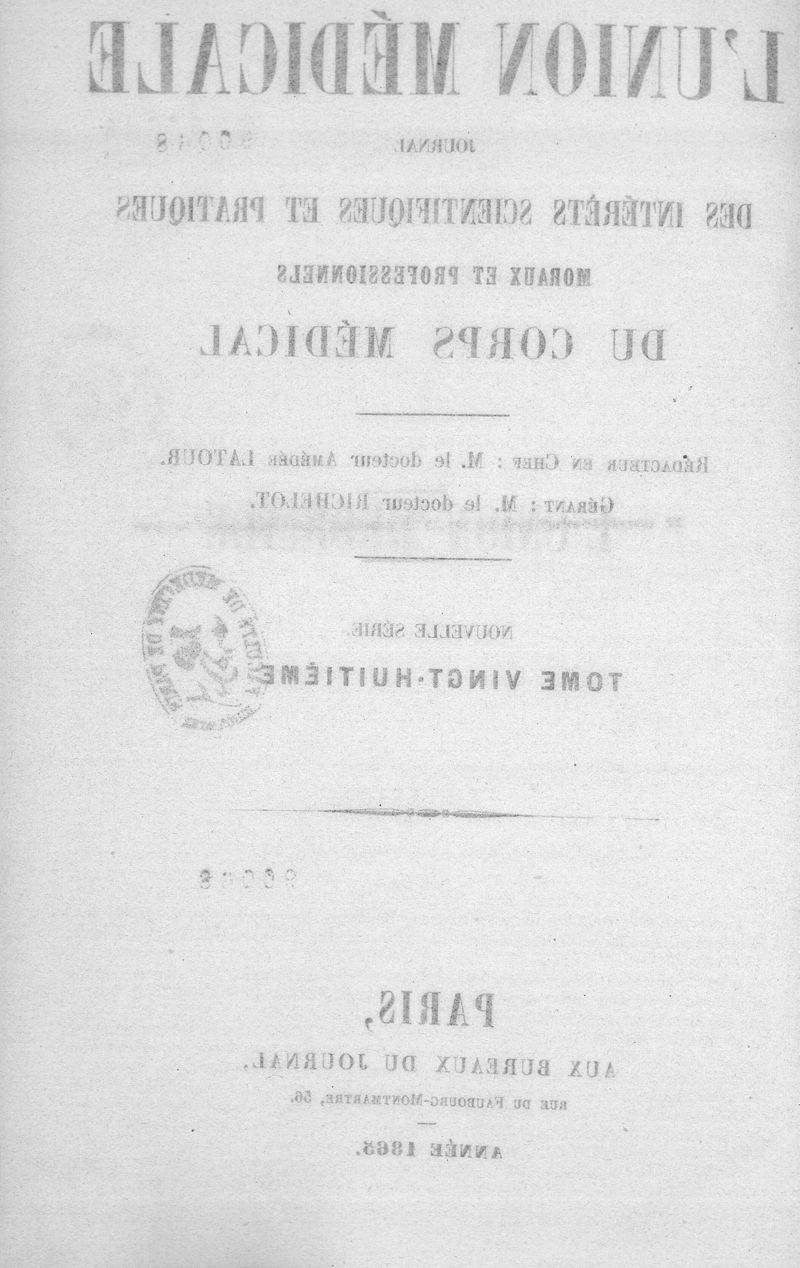 L'UNION MÉDICALE
JOURNAL
DES INTÉRÊTS SCIENTIFIQUES ET PRATIQUES
MORAUX ET PROFESSIONNELS
DU CORPS MÉDICAL
RÉDACTEUR EN CHEF : M. le docteur AMÉDÉE LATOUR.
GÉRANT : M. le docteur RICHELOT.
NOUVELLE SÉRIE.
TOME VINGT-HUITIÈME
PARIS,
AUX BUREAUX DU JOURNAL,
RUE DU FAUBOURG-MONTMARTRE, 56.
ANNÉE 1865.